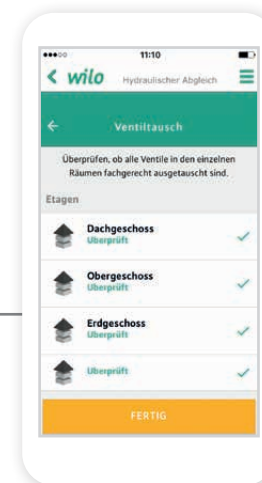 11:10
wilo Hydraulischer Abgleich
Ventiltausch
Überprüfen, ob alle Ventile in den einzelnen
Räumen fachgerecht ausgetauscht sind.
Etagen
Dachgeschoss
Überprüft
Obergeschoss
Überprüft
Erdgeschoss
Überprüft
Überprüft
FERTIG